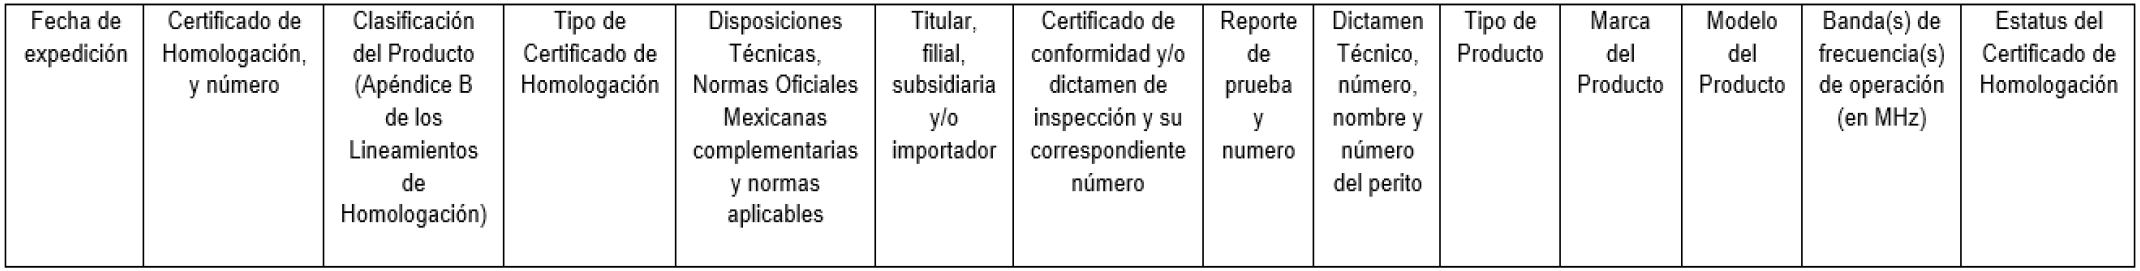 Fecha de
expedición
Certificado de
Homologación,
y número
Clasificación
del Producto
(Apéndice B
de los
Lineamientos
de
Homologación)
Tipo de
Certificado de
Homologación
Disposiciones
Técnicas,
Normas Oficiales
Mexicanas
complementarias
y normas
aplicables
Titular,
filial,
subsidiaria
y/o
importador
Certificado de
conformidad y/o
dictamen de
inspección y su
correspondiente
número
Reporte
de
prueba
y
numero
Dictamen
Técnico,
número,
nombre y
número
del perito
Tipo de
Producto
Marca
del
Producto
Modelo
del
Producto
Banda(s) de
frecuencia(s)
de operación
(en MHz)
Estatus del
Certificado de
Homologación